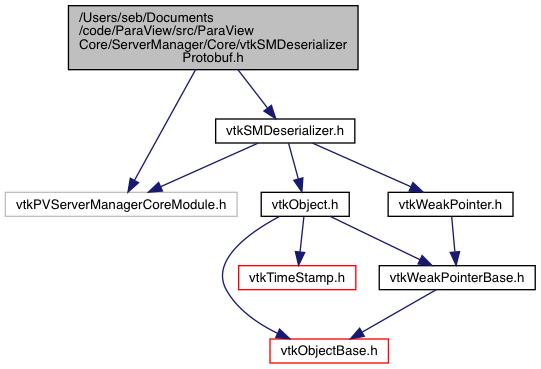 /Users/seb/Documents
/code/ParaView/src/ParaView
Core/ServerManager/Core/vtkSMDeserializer
Protobuf.h
vtkSMDeserializer.h
vtkPVServerManagerCoreModule.h
vtkObject.h
vtkWeakPointer.h
vtkTimeStamp.h
vtkWeakPointerBase.h
vtkObjectBase.h